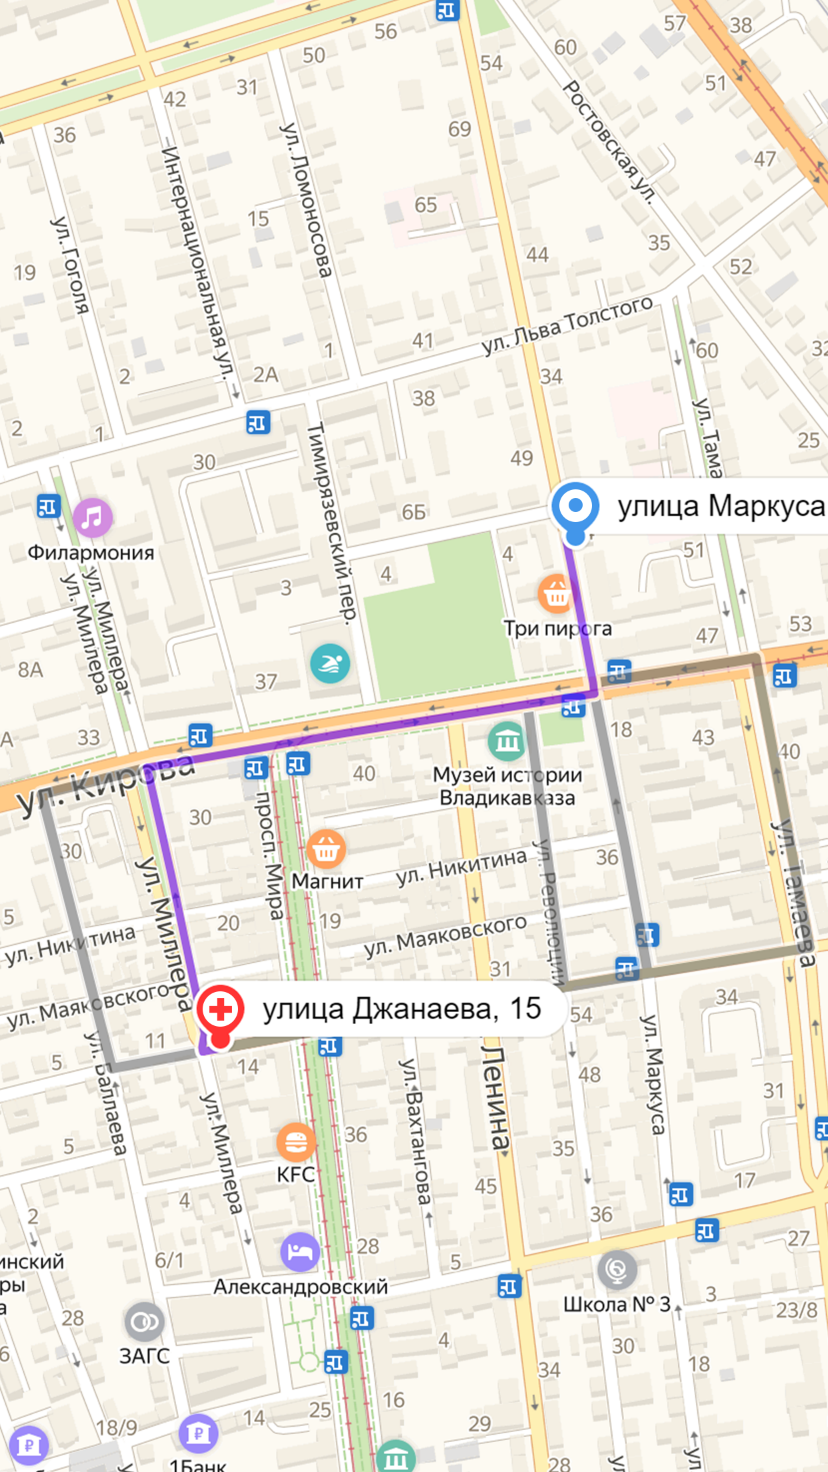 56
57
38
50
60
54
51
31
42
69
36
Ростовская ул.
47
ул. Ломоносова
Интернациональная ул.
65
15
ул. Гоголя
35
44
52
19
ул. Льва Толстого
41
1
60
2
2А
34
38
ул. Тама
2
1
25
30
49
Тимирязевский пер.
улица Маркуса
6Б
Филармония
4
51
4
3
ул. Миллера
ул. Миллера
Три пирога
53
47
8А
37
33
18
43
40
ул. Кирова
40
Музей истории
Владикавказа
30
просп. Мира
30
Магнит
ул. Никитина
36
ул. Революции
ул. Тамаева
ул. Миллера
5
20
19
ул. Никитина
ул. Маяковского
31
34
ул. Маяковского
улица Джанаева, 15
54
11
5
14
ул. Баллаева
ул. Вахтангова
Ленина
48
ул. Маркуса
31
ул. Миллера
36
5
35
KFC
17
4
45
2
36
28
27
6/1
5
инский
ры
а
Александровский
Школа № 3
3
23/8
28
ЗАГС
4
30
6
18
34
16
25
14
18/9
29
1Банк
28
ул
ул